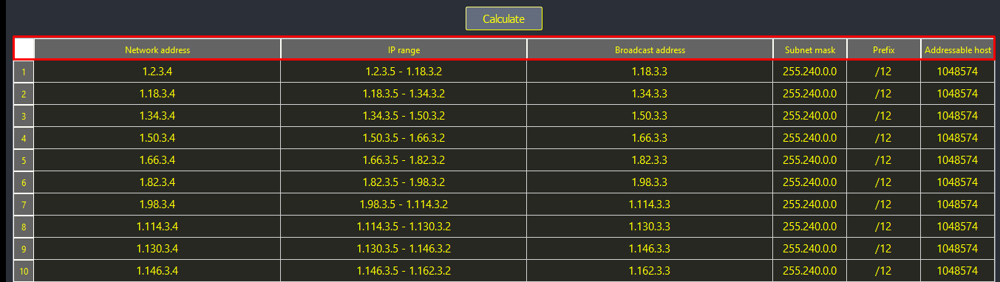 Calculate
Network address IP range Broadcast address Subnet mask Prefix Addressable host
1 1.2.3.4 1.2.3.5 - 1.18.3.2 1.18.3.3 255.240.0.0 /12 1048574
2 1.18.3.4 1.18.3.5 - 1.34.3.2 1.34.3.3 255.240.0.0 /12 1048574
3 1.34.3.4 1.34.3.5 - 1.50.3.2 1.50.3.3 255.240.0.0 /12 1048574
4 1.50.3.4 1.50.3.5 - 1.66.3.2 1.66.3.3 255.240.0.0 /12 1048574
5 1.66.3.4 1.66.3.5 - 1.82.3.2 1.82.3.3 255.240.0.0 /12 1048574
6 1.82.3.4 1.82.3.5 - 1.98.3.2 1.98.3.3 255.240.0.0 /12 1048574
7 1.98.3.4 1.98.3.5 - 1.114.3.2 1.114.3.3 255.240.0.0 /12 1048574
8 1.114.3.4 1.114.3.5 - 1.130.3.2 1.130.3.3 255.240.0.0 /12 1048574
9 1.130.3.4 1.130.3.5 - 1.146.3.2 1.146.3.3 255.240.0.0 /12 1048574
10 1.146.3.4 1.146.3.5 - 1.162.3.2 1.162.3.3 255.240.0.0 /12 1048574